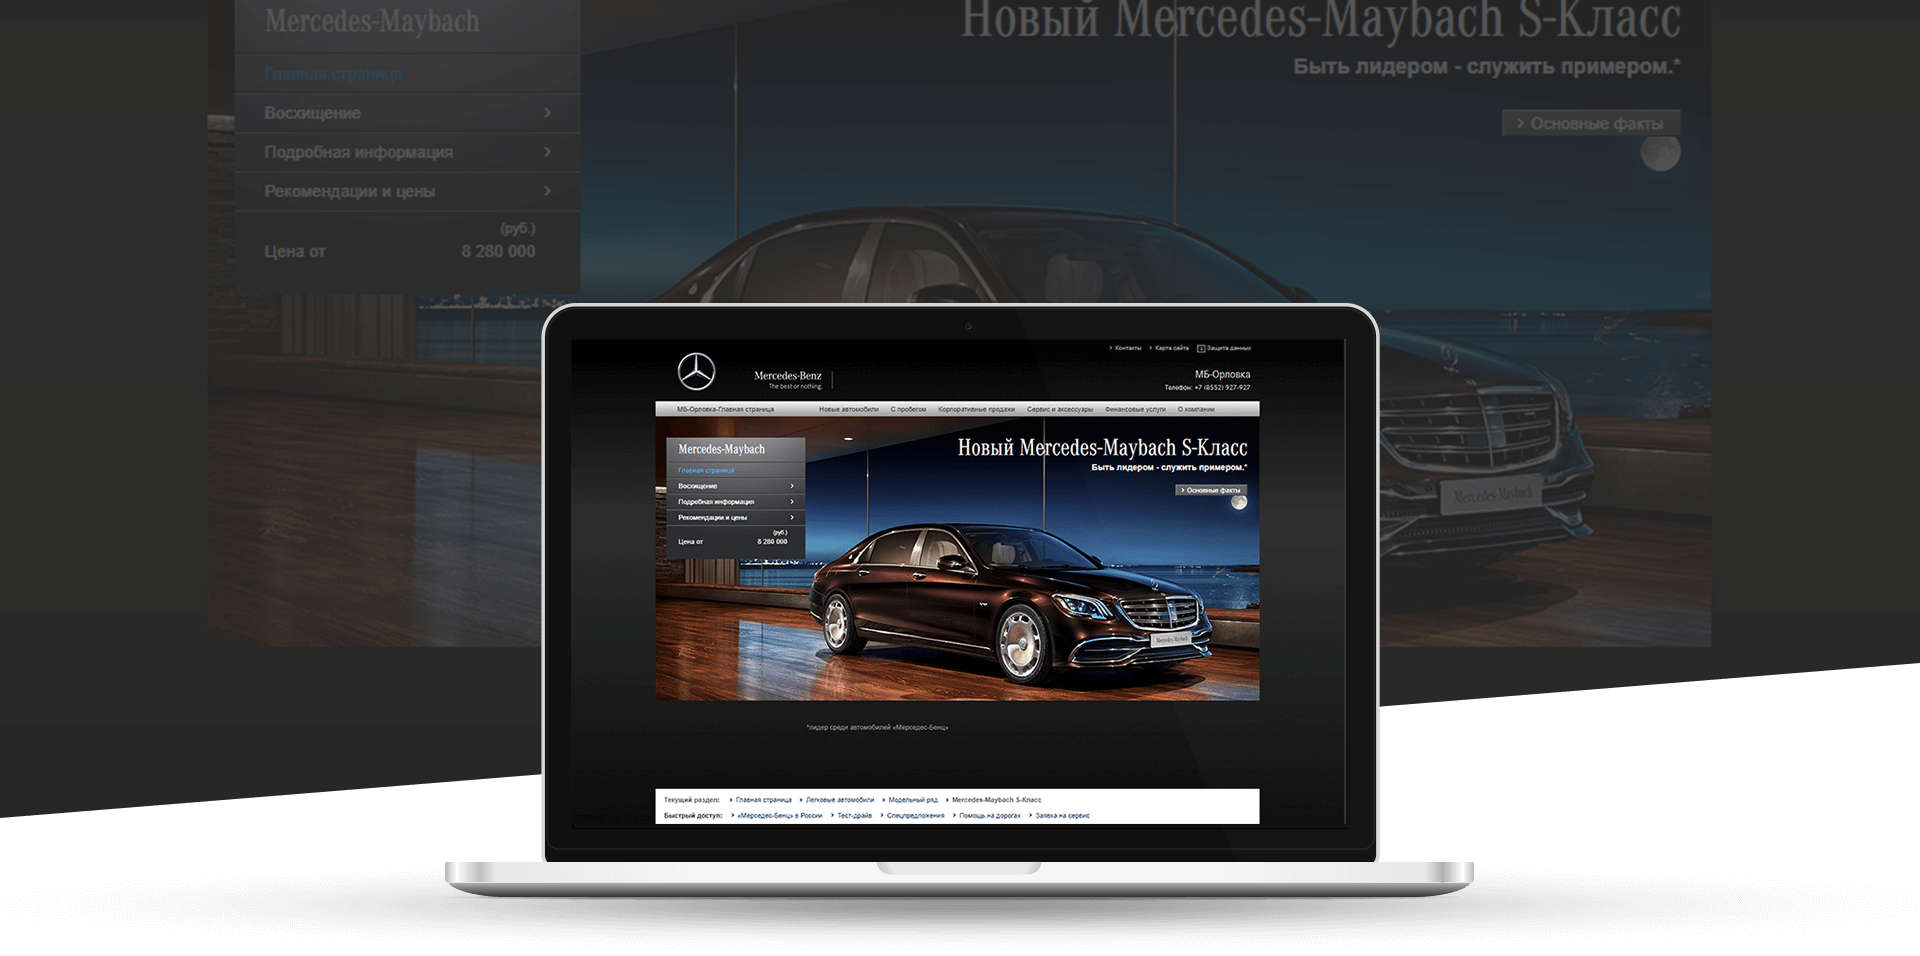 Mercedes-Maybach
Главная страница
Восхищение
Подробная информация
Рекомендации и цены
(руб.)
Цена от 8 280 000
Новый Mercedes-Maybach S-Класс
Быть лидером - служить примером.*
Основные факты
Mercedes-Maybach
Контакты Карта сайта Защита данных
Mercedes-Benz
The best or nothing.
МБ-Орловка
Телефон: +7 (8552) 927-927
МБ-Орловка-Главная страница Новые автомобили С пробегом Корпоративные продажи Сервис и аксессуары Финансовые услуги О компании
Mercedes-Maybach
Главная страница
Восхищение
Подробная информация
Рекомендации и цены
(руб.)
Цена от 8 280 000
Новый Mercedes-Maybach S-Класс
Быть лидером - служить примером.*
Основные факты
Mercedes-Maybach
*лидер среди автомобилей «Мерседес-Бенц»
Текущий раздел: Главная страница Легковые автомобили Модельный ряд Mercedes-Maybach S-Класс
Быстрый доступ: «Мерседес-Бенц» в России Тест-драйв Спецпредложения Помощь на дорогах Заявка на сервис